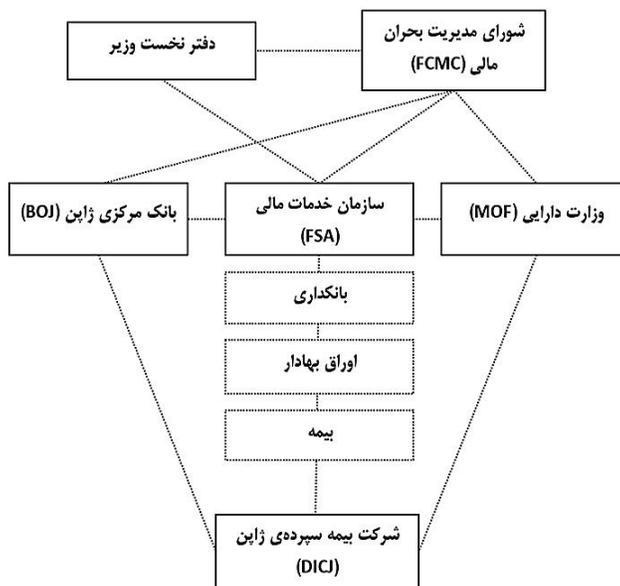 شورای مدیریت بحران
مالی (FCMC)
دفتر نخست وزیر
وزارت دارایی (MOF)
سازمان خدمات مالی
(FSA)
بانک مرکزی ژاپن (BOJ)
بانکداری
اوراق بهادار
بیمه
شرکت بیمه سپرده‌ی ژاپن
(DICJ)